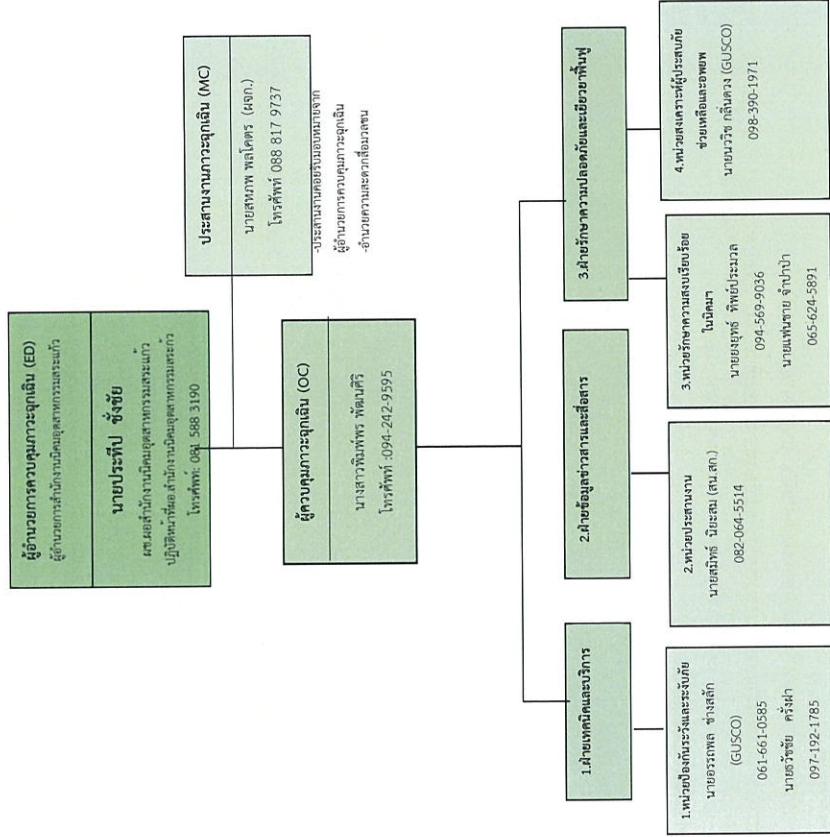 ผู้อำนวยการควบคุมภาวะฉุกเฉิน (ED)
ผู้อำนวยการสำนักงานนิคมอุตสาหกรรมสระแก้ว
นายประทีป ชั่งชัย
ผช.ผอสำนักงานนิคมอุตสาหกรรมสระแก้ว
ปฏิบัติหน้าที่ผอ.สำนักงานนิคมอุตสาหกรรมสระแก้ว
โทรศัพท์: 081 588 3190
ประสานงานภาวะฉุกเฉิน (MC)
นายสหภาพ พลโคตร (ผจก.)
โทรศัพท์ 088 817 9737
-ประสานงานคอยรับมอบหมายจาก
ผู้อำนวยการควบคุมภาวะฉุกเฉิน
-อำนวยความสะดวกสื่อมวลชน
ผู้ควบคุมภาวะฉุกเฉิน (OC)
นางสาวพิมพ์พร พัฒนศิริ
โทรศัพท์ :094-242-9595
1.ฝ่ายเทคนิคและบริการ
2.ฝ่ายข้อมูลข่าวสารและสื่อสาร
3.ฝ่ายรักษาความปลอดภัยและเยียวยาฟื้นฟู
1.หน่วยป้องกันระวังและระงับภัย
นายอรรถพล ช่างสลัก
(GUSCO)
061-661-0585
นายธวัชชัย ครั่งฝา
097-192-1785
2.หน่วยประสานงาน
นายสมิทธ์ นิยะสม (สน.สก.)
082-064-5514
3.หน่วยรักษาความสงบเรียบร้อย
ในนิคมฯ
นายยงยุทธ์ ทิพย์ประมวล
094-569-9036
นายแฟนชาย จำปาป่า
065-624-5891
4.หน่วยสงเคราะห์ผู้ประสบภัย
ช่วยเหลือและอพยพ
นายนววิช กลิ่นดวง (GUSCO)
098-390-1971